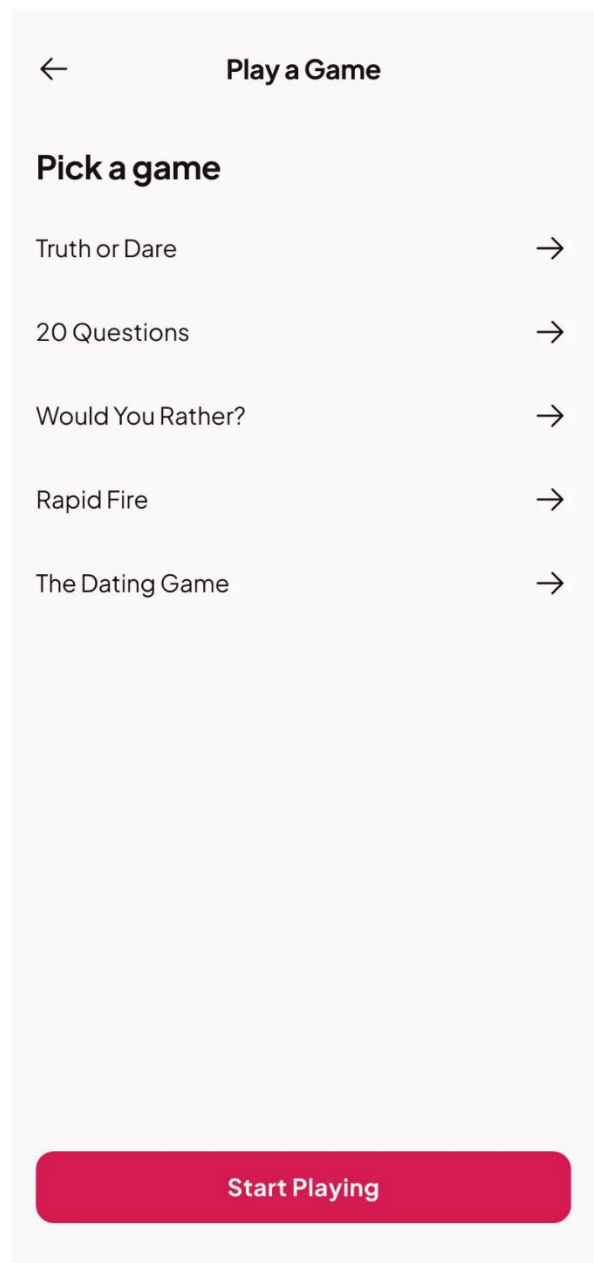 Play a Game
Pick a game
Truth or Dare
20 Questions
Would You Rather?
Rapid Fire
The Dating Game
Start Playing